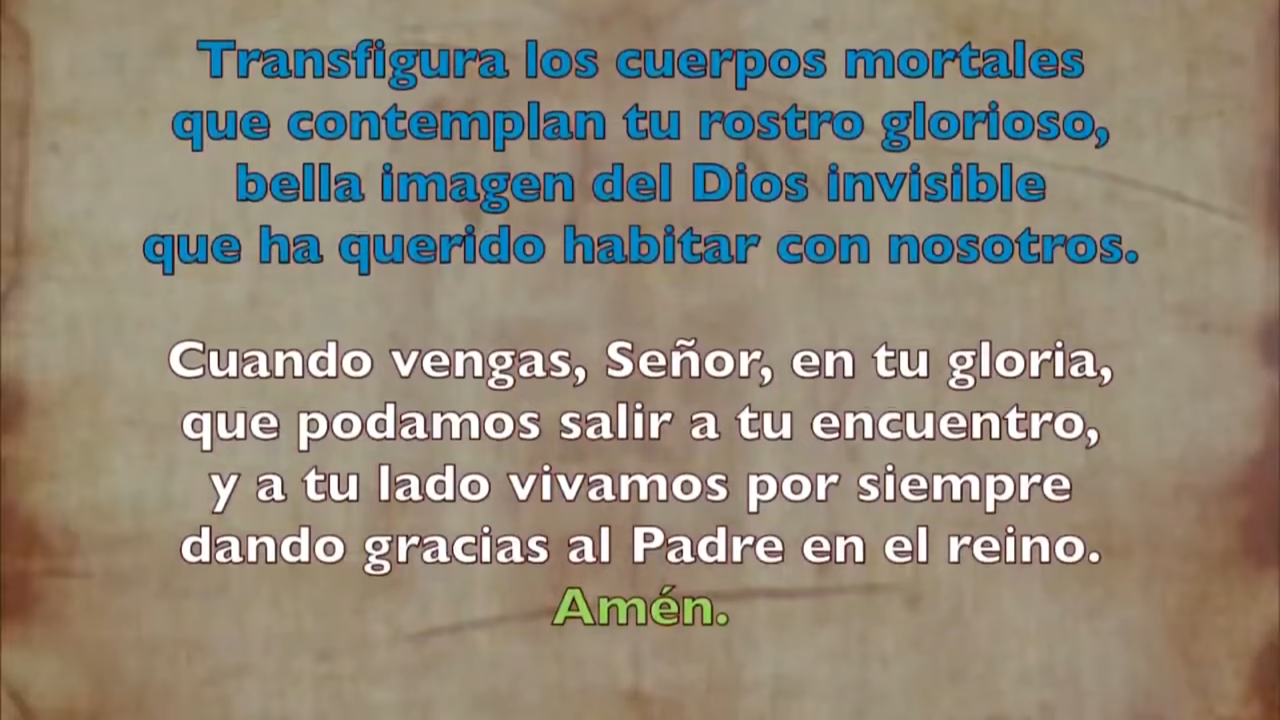 Transfigura los cuerpos mortales
que contemplan tu rostro glorioso,
bella imagen del Dios invisible
que ha querido habitar con nosotros.
Cuando vengas, Señor, en tu gloria,
que podamos salir a tu encuentro,
y a tu lado vivamos por siempre
dando gracias al Padre en el reino.
Amén.